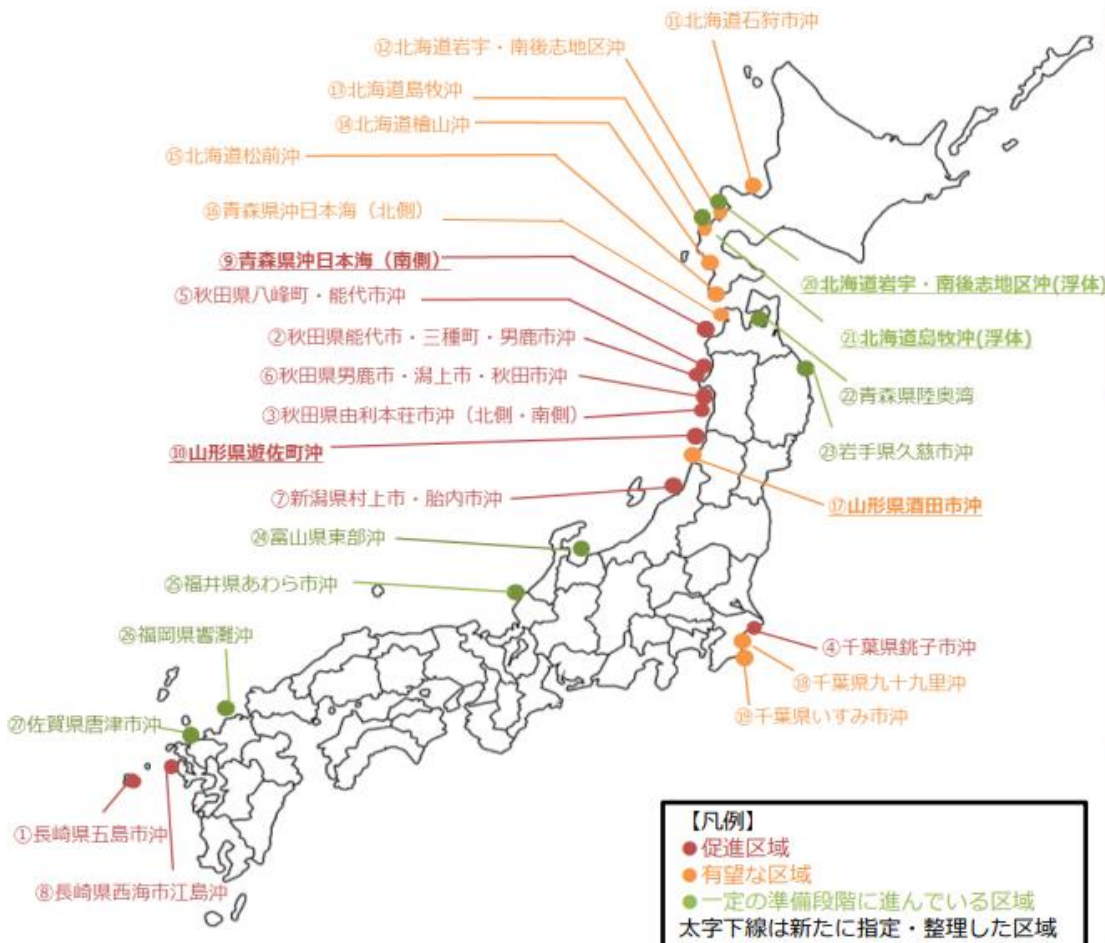 ⑪北海道石狩市沖
⑫北海道岩宇・南後志地区沖
⑬北海道島牧沖
⑭北海道檜山沖
⑮北海道松前沖
⑯青森県沖日本海（北側）
⑨青森県沖日本海（南側）
⑤秋田県八峰町・能代市沖
②秋田県能代市・三種町・男鹿市沖
⑥秋田県男鹿市・潟上市・秋田市沖
③秋田県由利本荘市沖（北側・南側）
⑩山形県遊佐町沖
⑦新潟県村上市・胎内市沖
㉔富山県東部沖
㉕福井県あわら市沖
㉖福岡県響灘沖
㉗佐賀県唐津市沖
①長崎県五島市沖
⑧長崎県西海市江島沖
⑳北海道岩宇・南後志地区沖(浮体)
㉑北海道島牧沖(浮体)
㉒青森県陸奥湾
㉓岩手県久慈市沖
⑰山形県酒田市沖
④千葉県銚子市沖
⑱千葉県九十九里沖
⑲千葉県いすみ市沖
【凡例】
●促進区域
●有望な区域
●一定の準備段階に進んでいる区域
太字下線は新たに指定・整理した区域